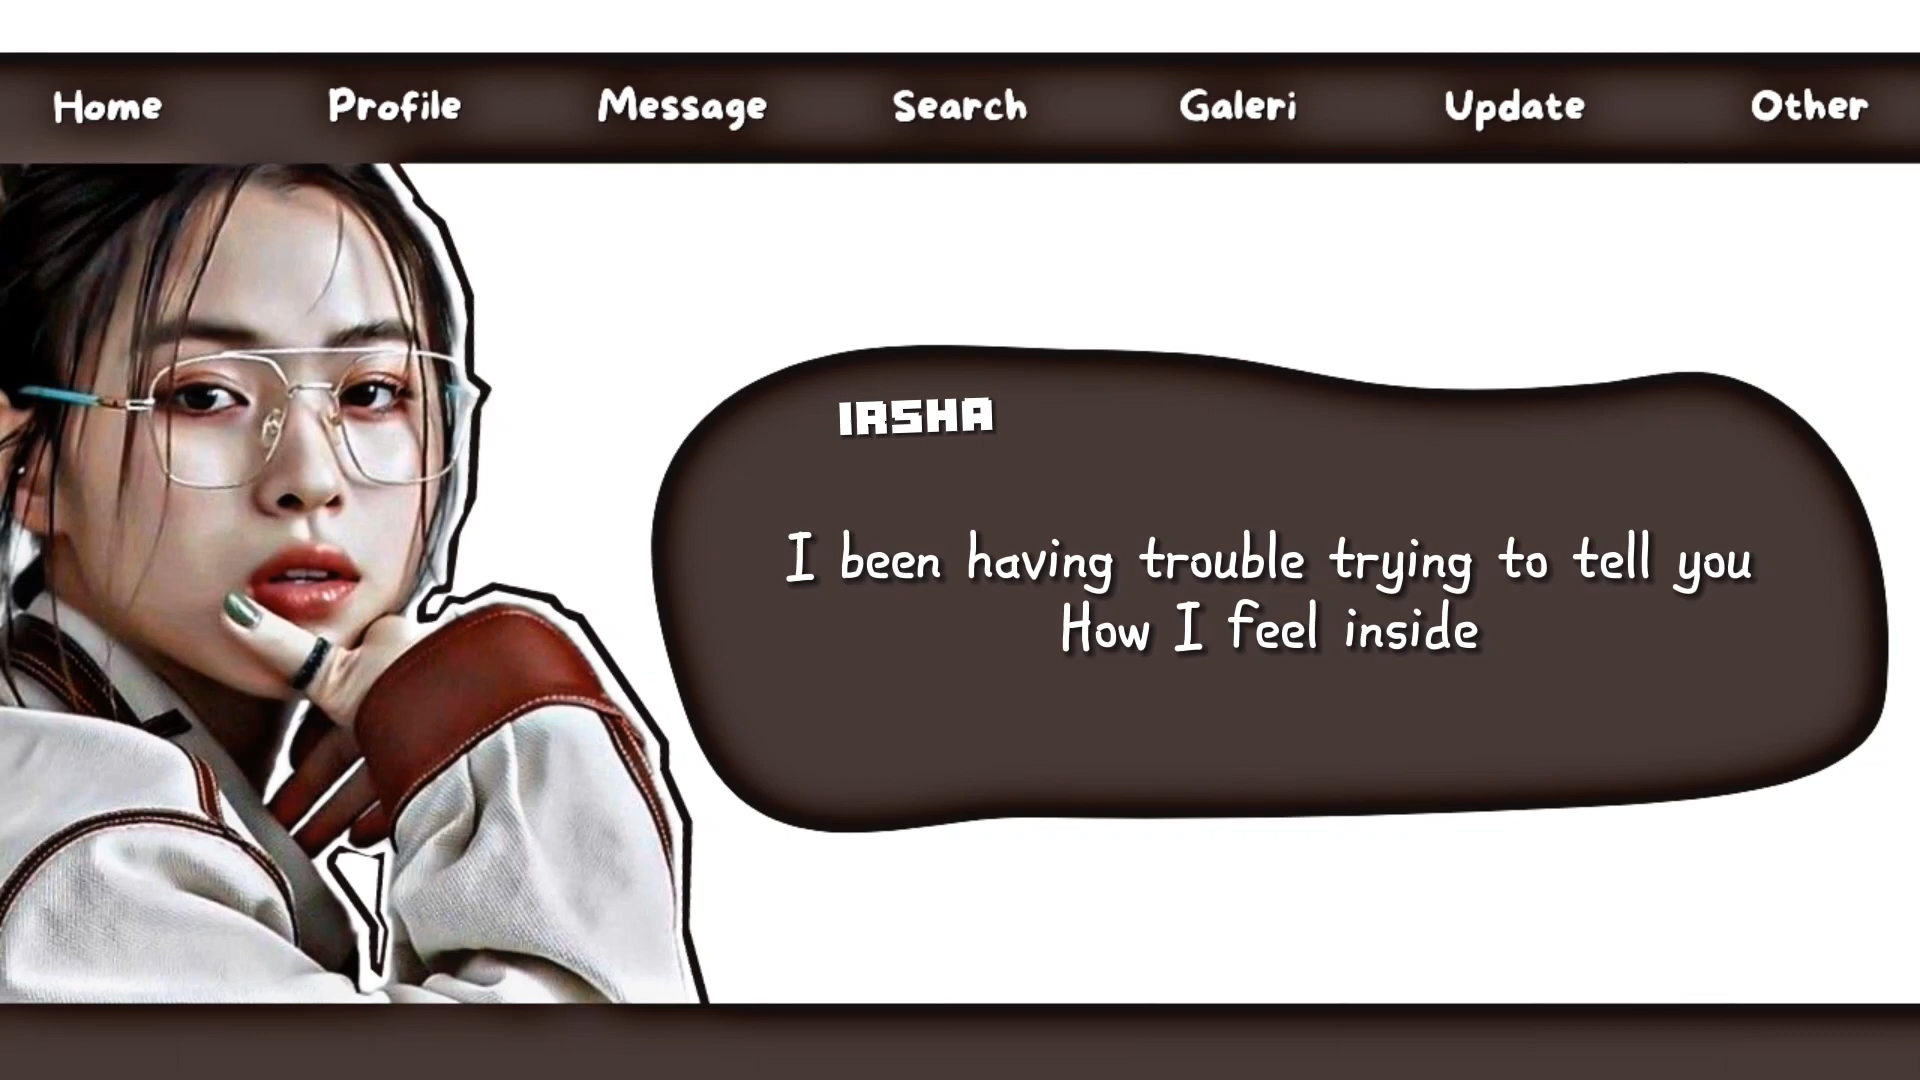 Home Profile Message Search Galeri Update Other
IRSHA
I been having trouble trying to tell you
How I feel inside